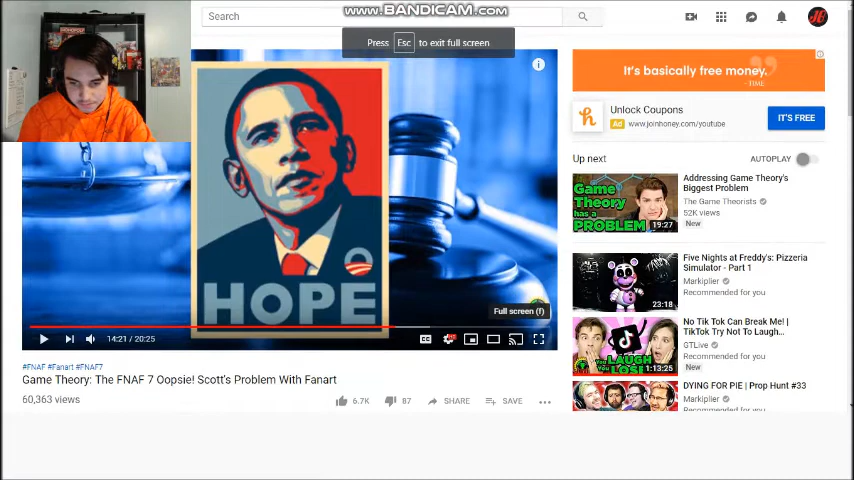 www.BANDICAM.com
Search
Press Esc to exit full screen
HOPE
Full screen (f)
14:21 / 20:25
#FNAF #Fanart #FNAF7
Game Theory: The FNAF 7 Oopsie! Scott's Problem With Fanart
60,363 views
6.7K
87
SHARE
SAVE
It's basically free money.
- TIME
Unlock Coupons
Ad www.joinhoney.com/youtube
IT'S FREE
Up next
AUTOPLAY
Game Theory has a PROBLEM
19:27
Addressing Game Theory's
Biggest Problem
The Game Theorists
52K views
New
23:18
Five Nights at Freddy's: Pizzeria
Simulator - Part 1
Markiplier
Recommended for you
YOU LAUGH YOU LOSE
1:13:25
No Tik Tok Can Break Me! |
TikTok Try Not To Laugh...
GTLive
Recommended for you
New
DYING FOR PIE | Prop Hunt #33
Markiplier
Recommended for you